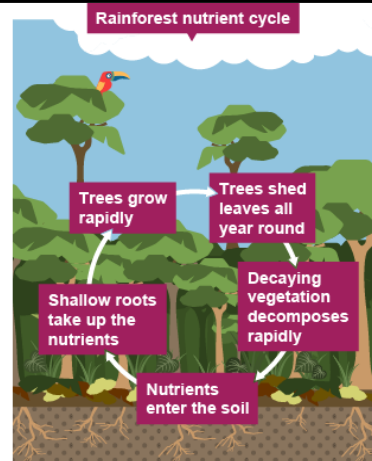 Rainforest nutrient cycle
Trees grow
rapidly
Trees shed
leaves all
year round
Decaying
vegetation
decomposes
rapidly
Nutrients
enter the soil
Shallow roots
take up the
nutrients